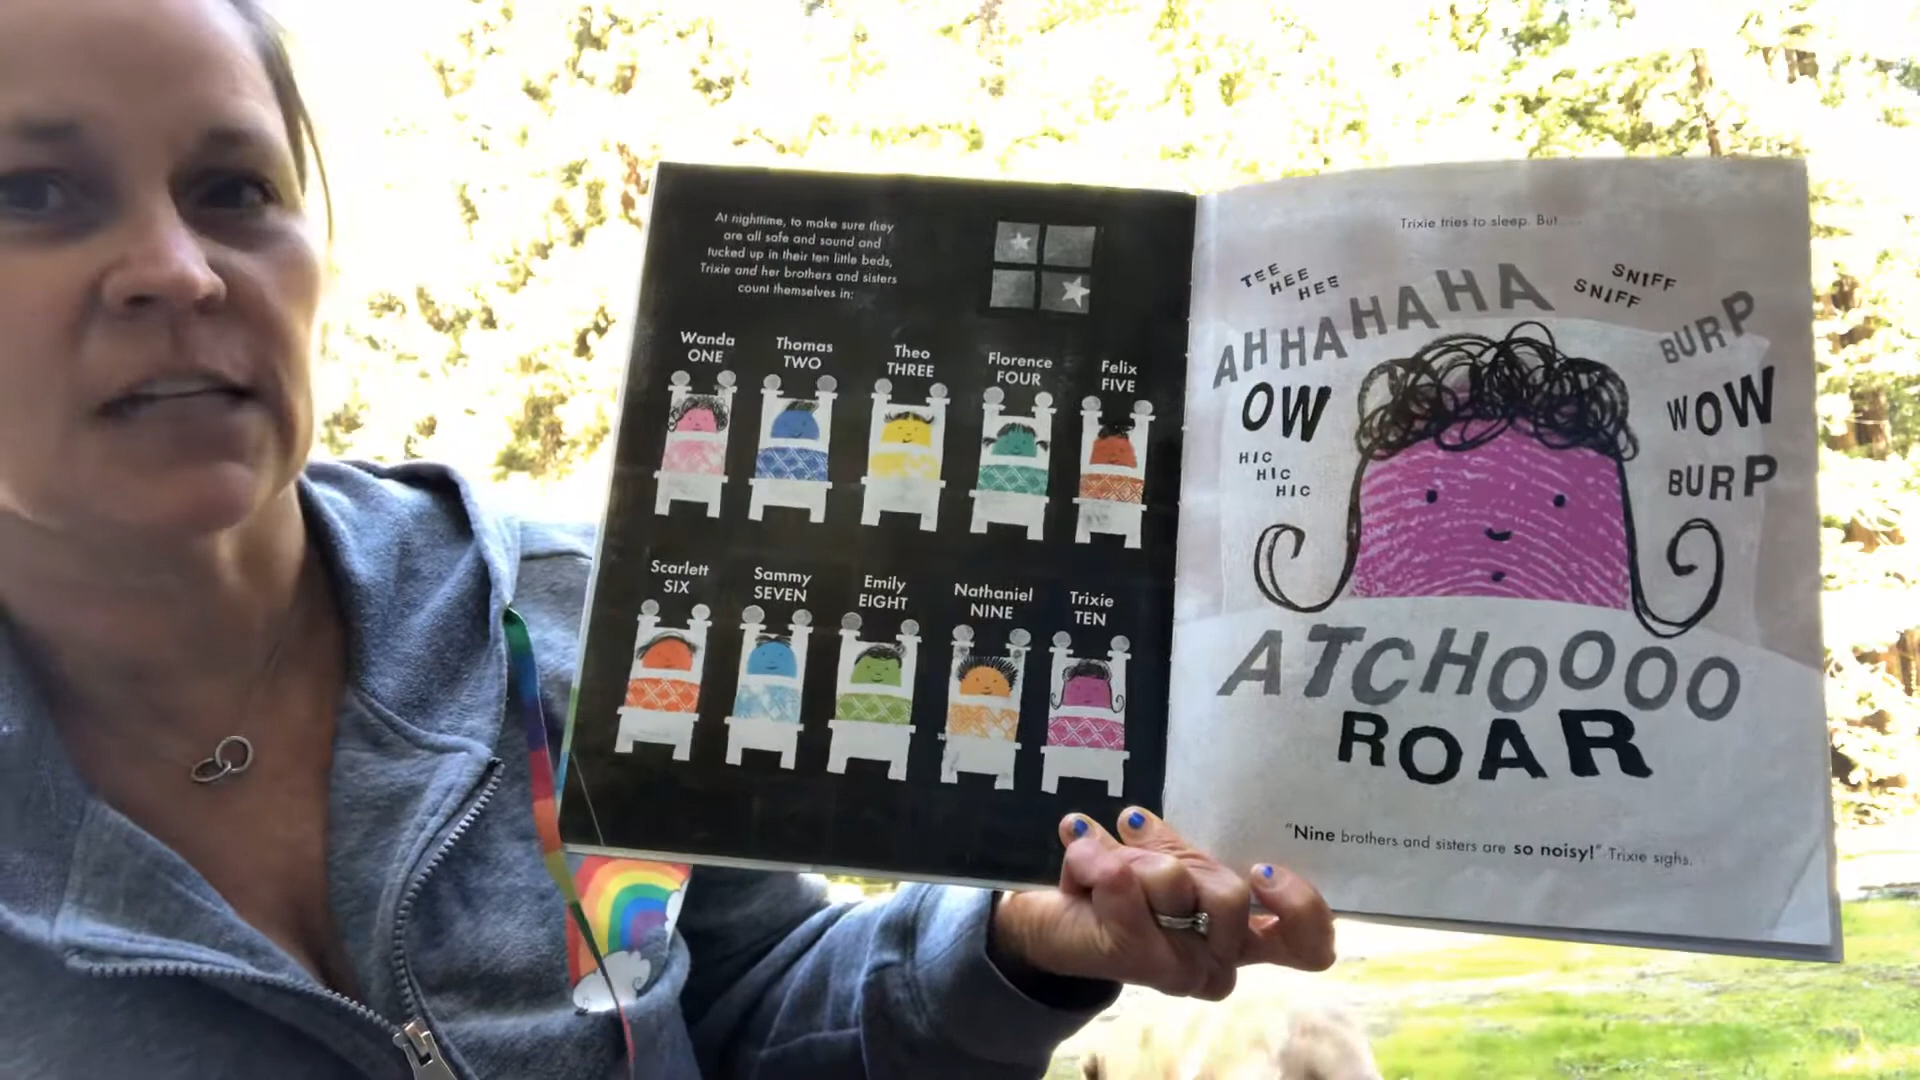 At nighttime, to make sure they
are all safe and sound and
tucked up in their ten little beds,
Trixie and her brothers and sisters
count themselves in:
Wanda
ONE
Thomas
TWO
Theo
THREE
Florence
FOUR
Felix
FIVE
Scarlett
SIX
Sammy
SEVEN
Emily
EIGHT
Nathaniel
NINE
Trixie
TEN
Trixie tries to sleep. But . . .
TEE
HEE
HEE
AHHAHAHAHA
SNIFF
SNIFF
BURP
OW
WOW
HIC
HIC
HIC
BURP
ATCHOOOO
ROAR
"Nine brothers and sisters are so noisy!" Trixie sighs.